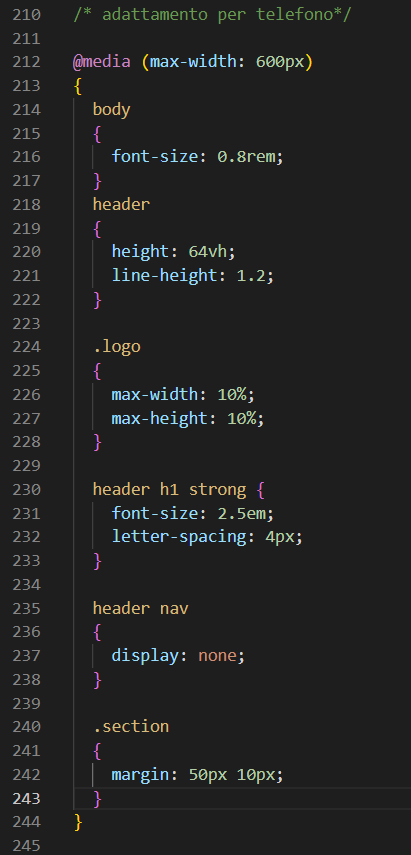 210 /* adattamento per telefono*/
211
212 @media (max-width: 600px)
213 {
214 body
215 {
216 font-size: 0.8rem;
217 }
218 header
219 {
220 height: 64vh;
221 line-height: 1.2;
222 }
223
224 .logo
225 {
226 max-width: 10%;
227 max-height: 10%;
228 }
229
230 header h1 strong {
231 font-size: 2.5em;
232 letter-spacing: 4px;
233 }
234
235 header nav
236 {
237 display: none;
238 }
239
240 .section
241 {
242 margin: 50px 10px;
243 }
244 }
245